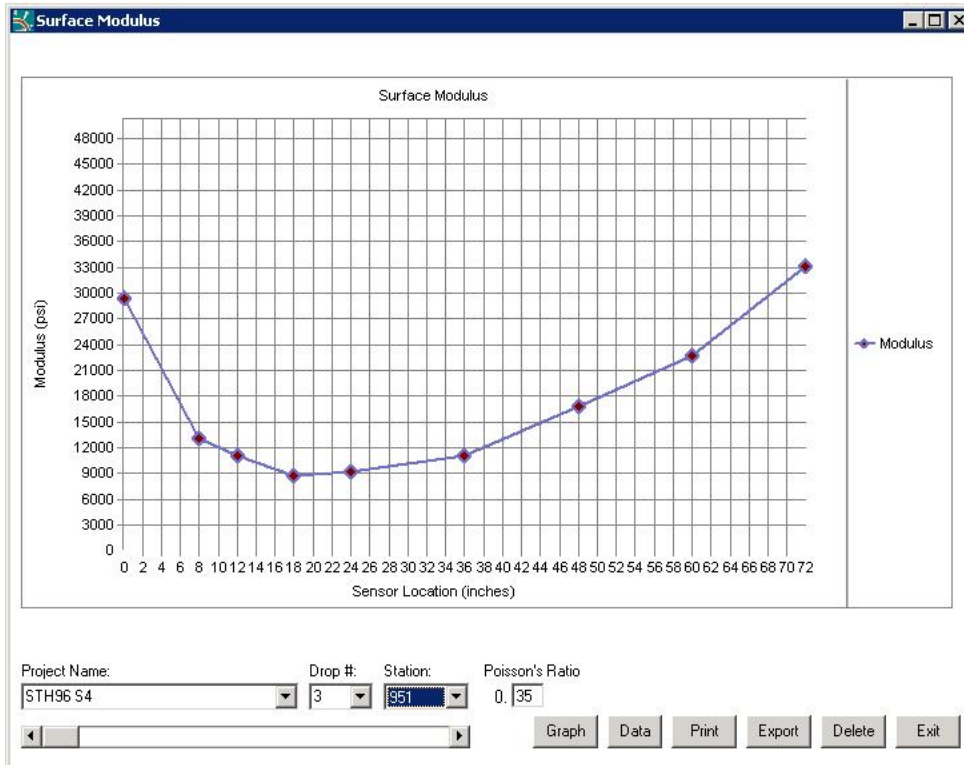 Surface Modulus
Surface Modulus
48000
45000
42000
39000
36000
33000
30000
27000
24000
21000
18000
15000
12000
9000
6000
3000
0
Modulus (psi)
Modulus
0 2 4 6 8 10 12 14 16 18 20 22 24 26 28 30 32 34 36 38 40 42 44 46 48 50 52 54 56 58 60 62 64 66 68 70 72
Sensor Location (inches)
Project Name: Drop #: Station: Poisson's Ratio
STH96 S4 3 951 0. 35
Graph Data Print Export Delete Exit